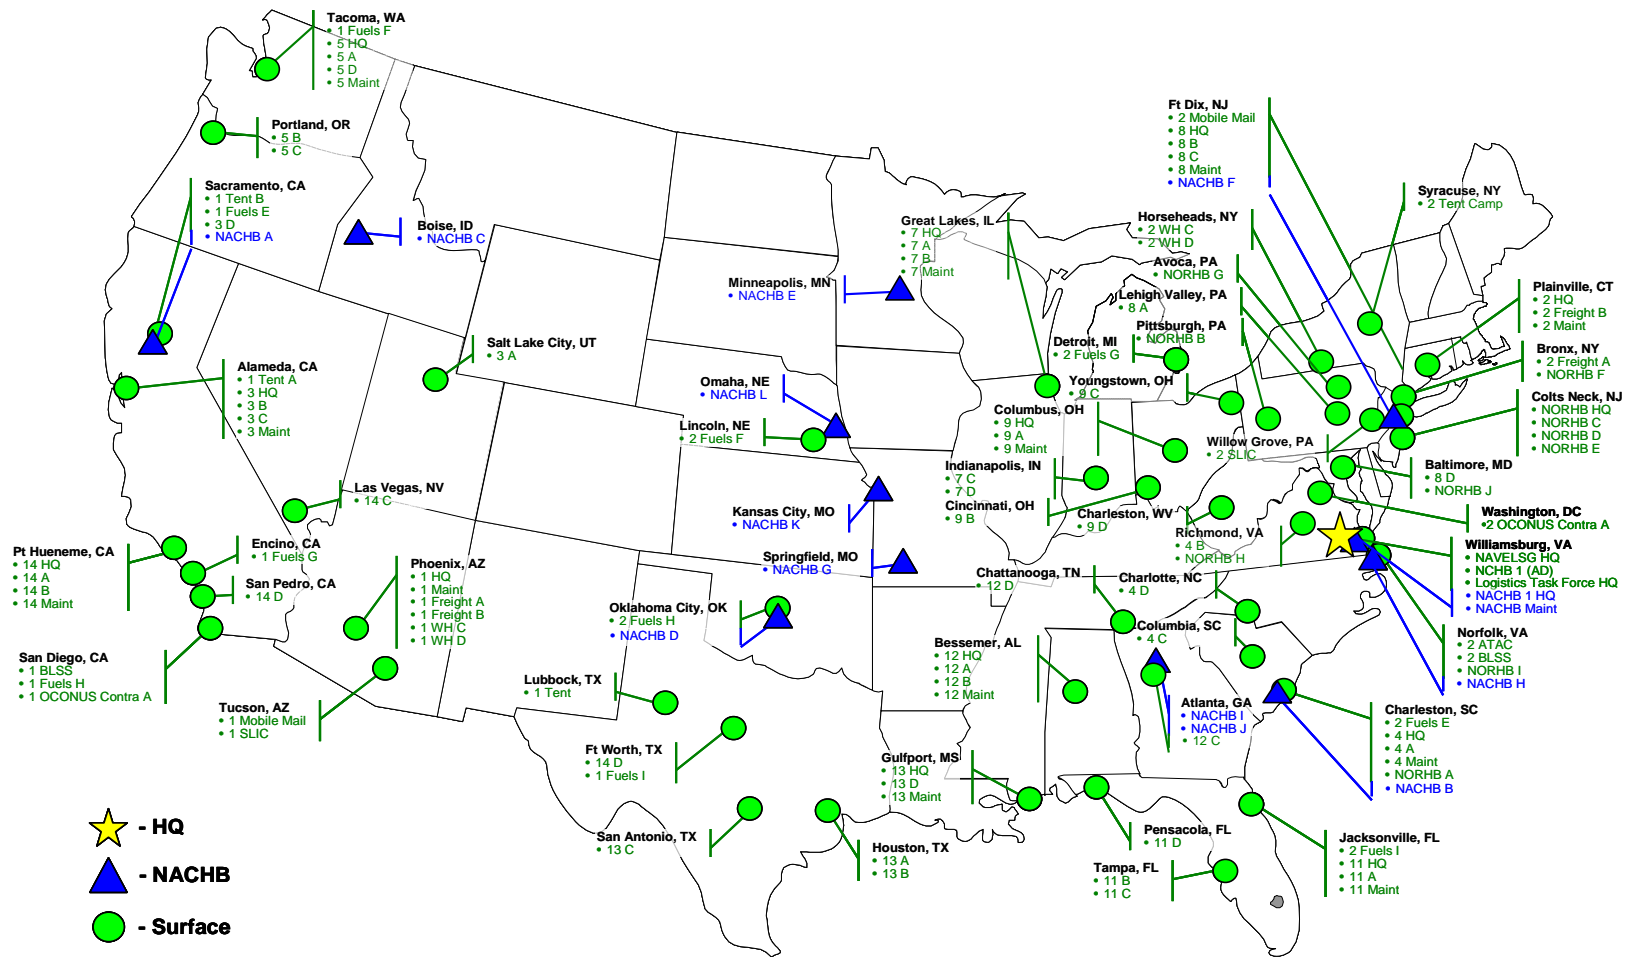 Tacoma, WA
• 1 Fuels F
• 5 HQ
• 5 A
• 5 D
• 5 Maint
Portland, OR
• 5 B
• 5 C
Sacramento, CA
• 1 Tent B
• 1 Fuels E
• 3 D
• NACHB A
Boise, ID
• NACHB C
Alameda, CA
• 1 Tent A
• 3 HQ
• 3 B
• 3 C
• 3 Maint
Salt Lake City, UT
• 3 A
Las Vegas, NV
• 14 C
Pt Hueneme, CA
• 14 HQ
• 14 A
• 14 B
• 14 Maint
Encino, CA
• 1 Fuels G
San Pedro, CA
• 14 D
San Diego, CA
• 1 BLSS
• 1 Fuels H
• 1 OCONUS Contra A
Phoenix, AZ
• 1 HQ
• 1 Maint
• 1 Freight A
• 1 Freight B
• 1 WH C
• 1 WH D
Tucson, AZ
• 1 Mobile Mail
• 1 SLIC
Minneapolis, MN
• NACHB E
Omaha, NE
• NACHB L
Lincoln, NE
• 2 Fuels F
Kansas City, MO
• NACHB K
Springfield, MO
• NACHB G
Oklahoma City, OK
• 2 Fuels H
• NACHB D
Lubbock, TX
• 1 Tent
Ft Worth, TX
• 14 D
• 1 Fuels I
San Antonio, TX
• 13 C
Houston, TX
• 13 A
• 13 B
Great Lakes, IL
• 7 HQ
• 7 A
• 7 B
• 7 Maint
Detroit, MI
• 2 Fuels G
Youngstown, OH
• 9 C
Columbus, OH
• 9 HQ
• 9 A
• 9 Maint
Indianapolis, IN
• 7 C
• 7 D
Cincinnati, OH
• 9 B
Charleston, WV
• 9 D
Chattanooga, TN
• 12 D
Charlotte, NC
• 4 D
Columbia, SC
• 4 C
Bessemer, AL
• 12 HQ
• 12 A
• 12 B
• 12 Maint
Atlanta, GA
• NACHB I
• NACHB J
• 12 C
Gulfport, MS
• 13 HQ
• 13 D
• 13 Maint
Pensacola, FL
• 11 D
Tampa, FL
• 11 B
• 11 C
Ft Dix, NJ
• 2 Mobile Mail
• 8 HQ
• 8 B
• 8 C
• 8 Maint
• NACHB F
Horseheads, NY
• 2 WH C
• 2 WH D
Avoca, PA
• NORHB G
Lehigh Valley, PA
• 8 A
Pittsburgh, PA
• NORHB B
Willow Grove, PA
• 2 SLIC
Richmond, VA
• 4 B
• NORHB H
Syracuse, NY
• 2 Tent Camp
Plainville, CT
• 2 HQ
• 2 Freight B
• 2 Maint
Bronx, NY
• 2 Freight A
• NORHB F
Colts Neck, NJ
• NORHB HQ
• NORHB C
• NORHB D
• NORHB E
Baltimore, MD
• 8 D
• NORHB J
Washington, DC
•2 OCONUS Contra A
Williamsburg, VA
• NAVELSG HQ
• NCHB 1 (AD)
• Logistics Task Force HQ
• NACHB 1 HQ
• NACHB Maint
Norfolk, VA
• 2 ATAC
• 2 BLSS
• NORHB I
• NACHB H
Charleston, SC
• 2 Fuels E
• 4 HQ
• 4 A
• 4 Maint
• NORHB A
• NACHB B
Jacksonville, FL
• 2 Fuels I
• 11 HQ
• 11 A
• 11 Maint
- HQ
- NACHB
- Surface